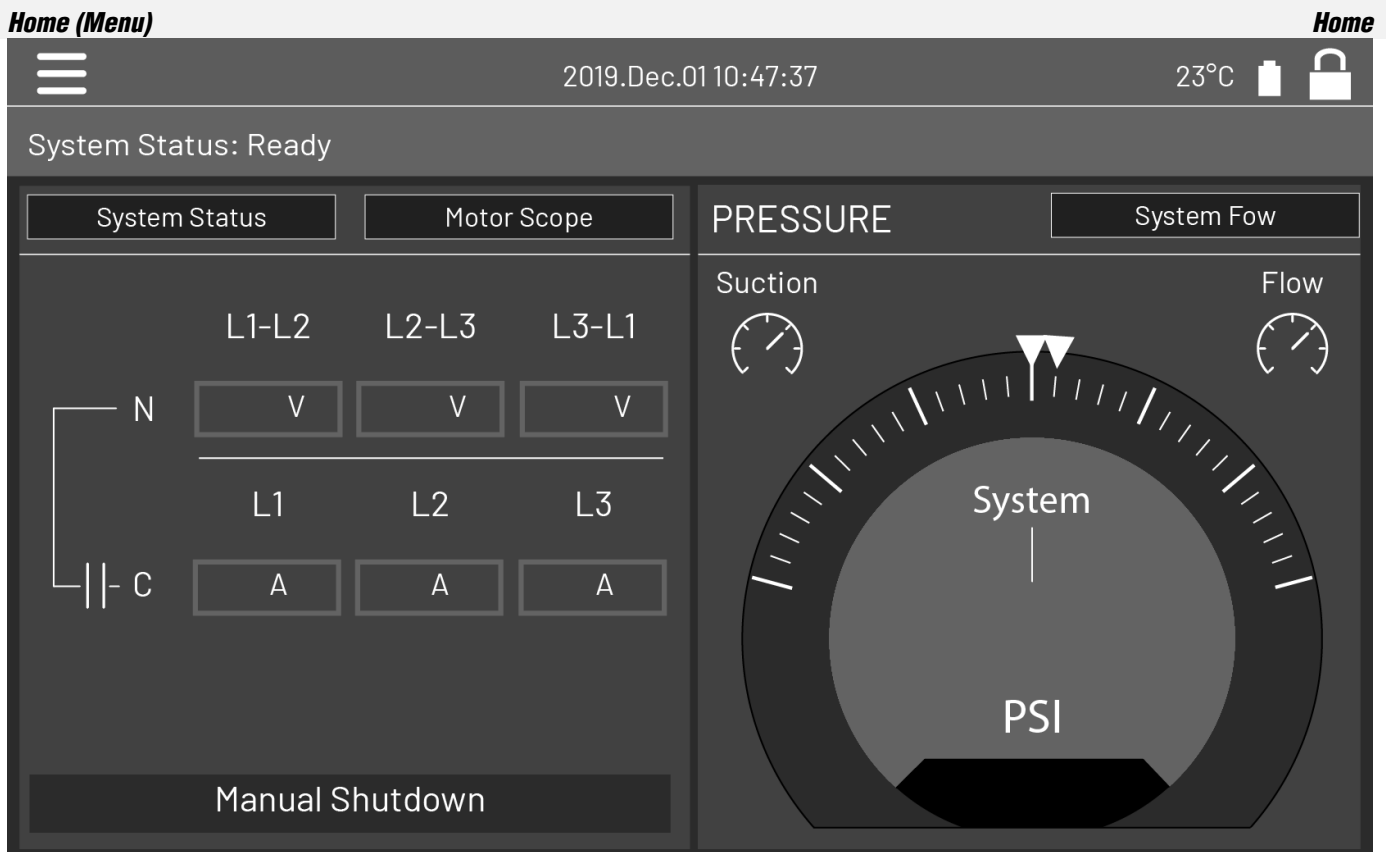 Home (Menu) Home
2019.Dec.01 10:47:37 23°C
System Status: Ready
System Status Motor Scope
PRESSURE System Fow
Suction Flow
L1-L2 L2-L3 L3-L1
N V V V
L1 L2 L3
C A A A
System
PSI
Manual Shutdown